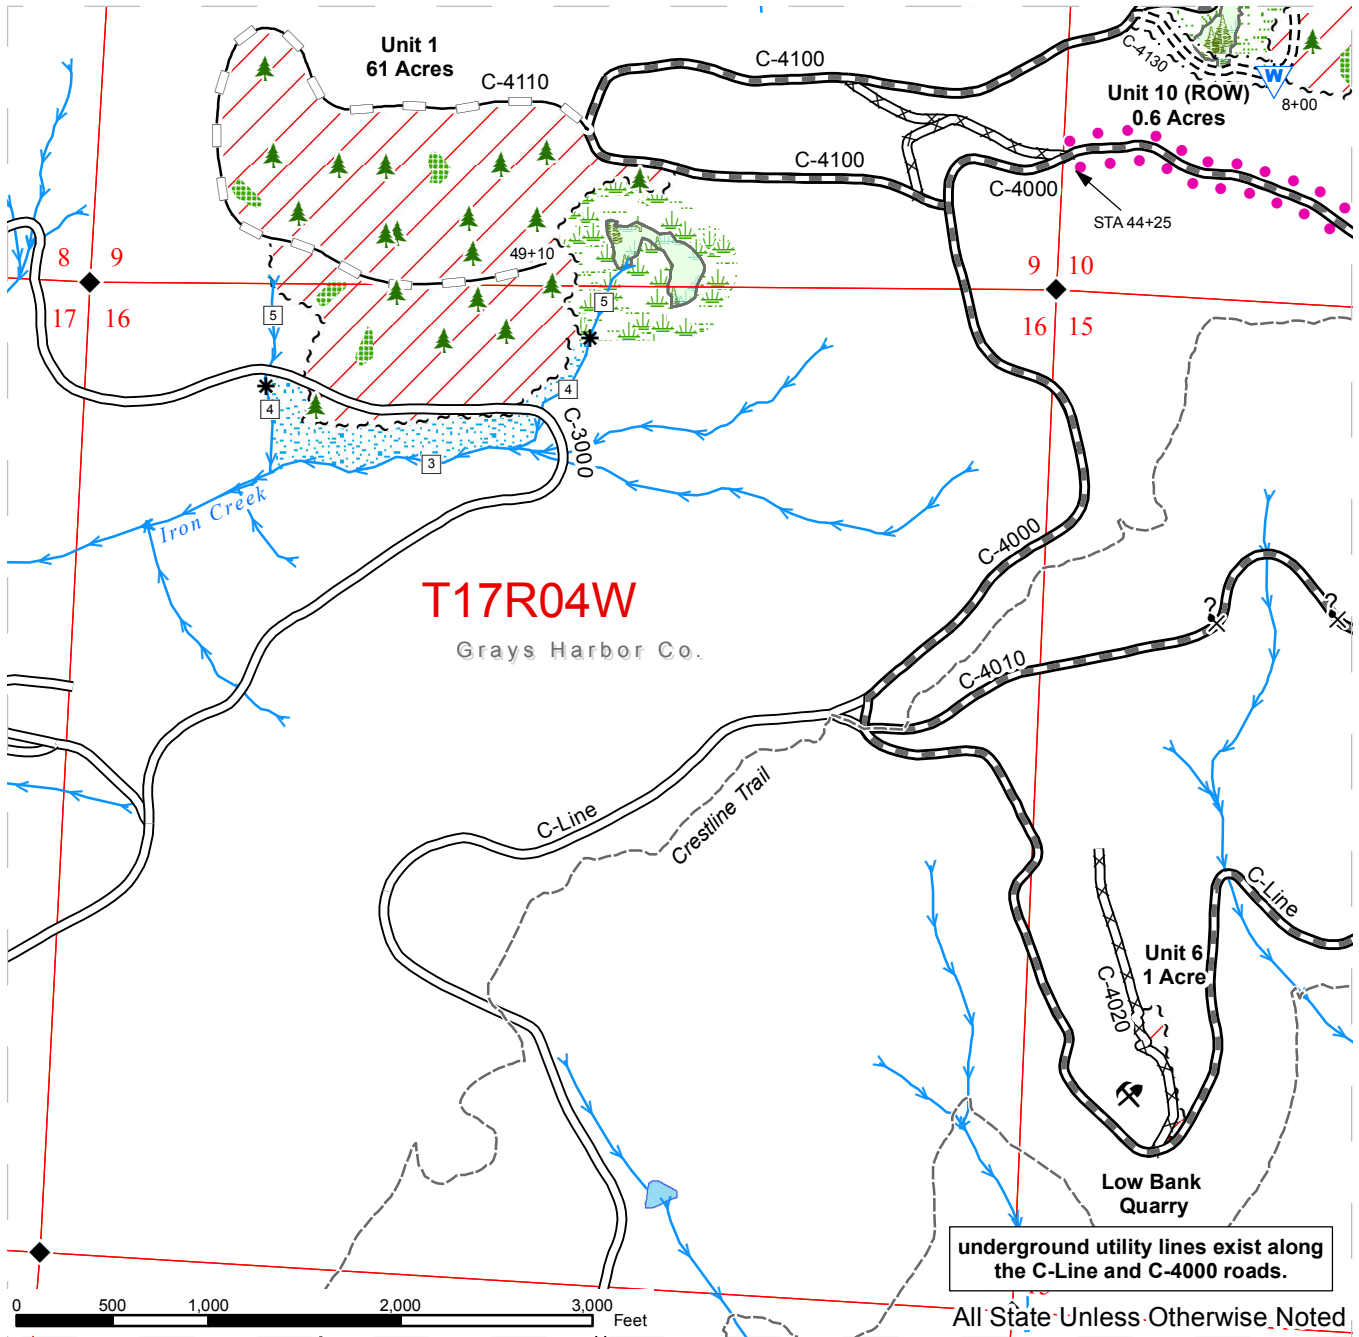 Unit 1
61 Acres
C-4110
C-4100
C-4130
W
8+00
Unit 10 (ROW)
0.6 Acres
C-4100
C-4000
STA 44+25
49+10
8
9
17
16
9
10
16
15
5
5
4
4
3
C-3000
Iron Creek
T17R04W
Grays Harbor Co.
C-4000
?
?
C-4010
C-Line
Crestline Trail
C-Line
Unit 6
1 Acre
C-4020
Low Bank
Quarry
underground utility lines exist along
the C-Line and C-4000 roads.
0
500
1,000
2,000
3,000
Feet
All State Unless Otherwise Noted